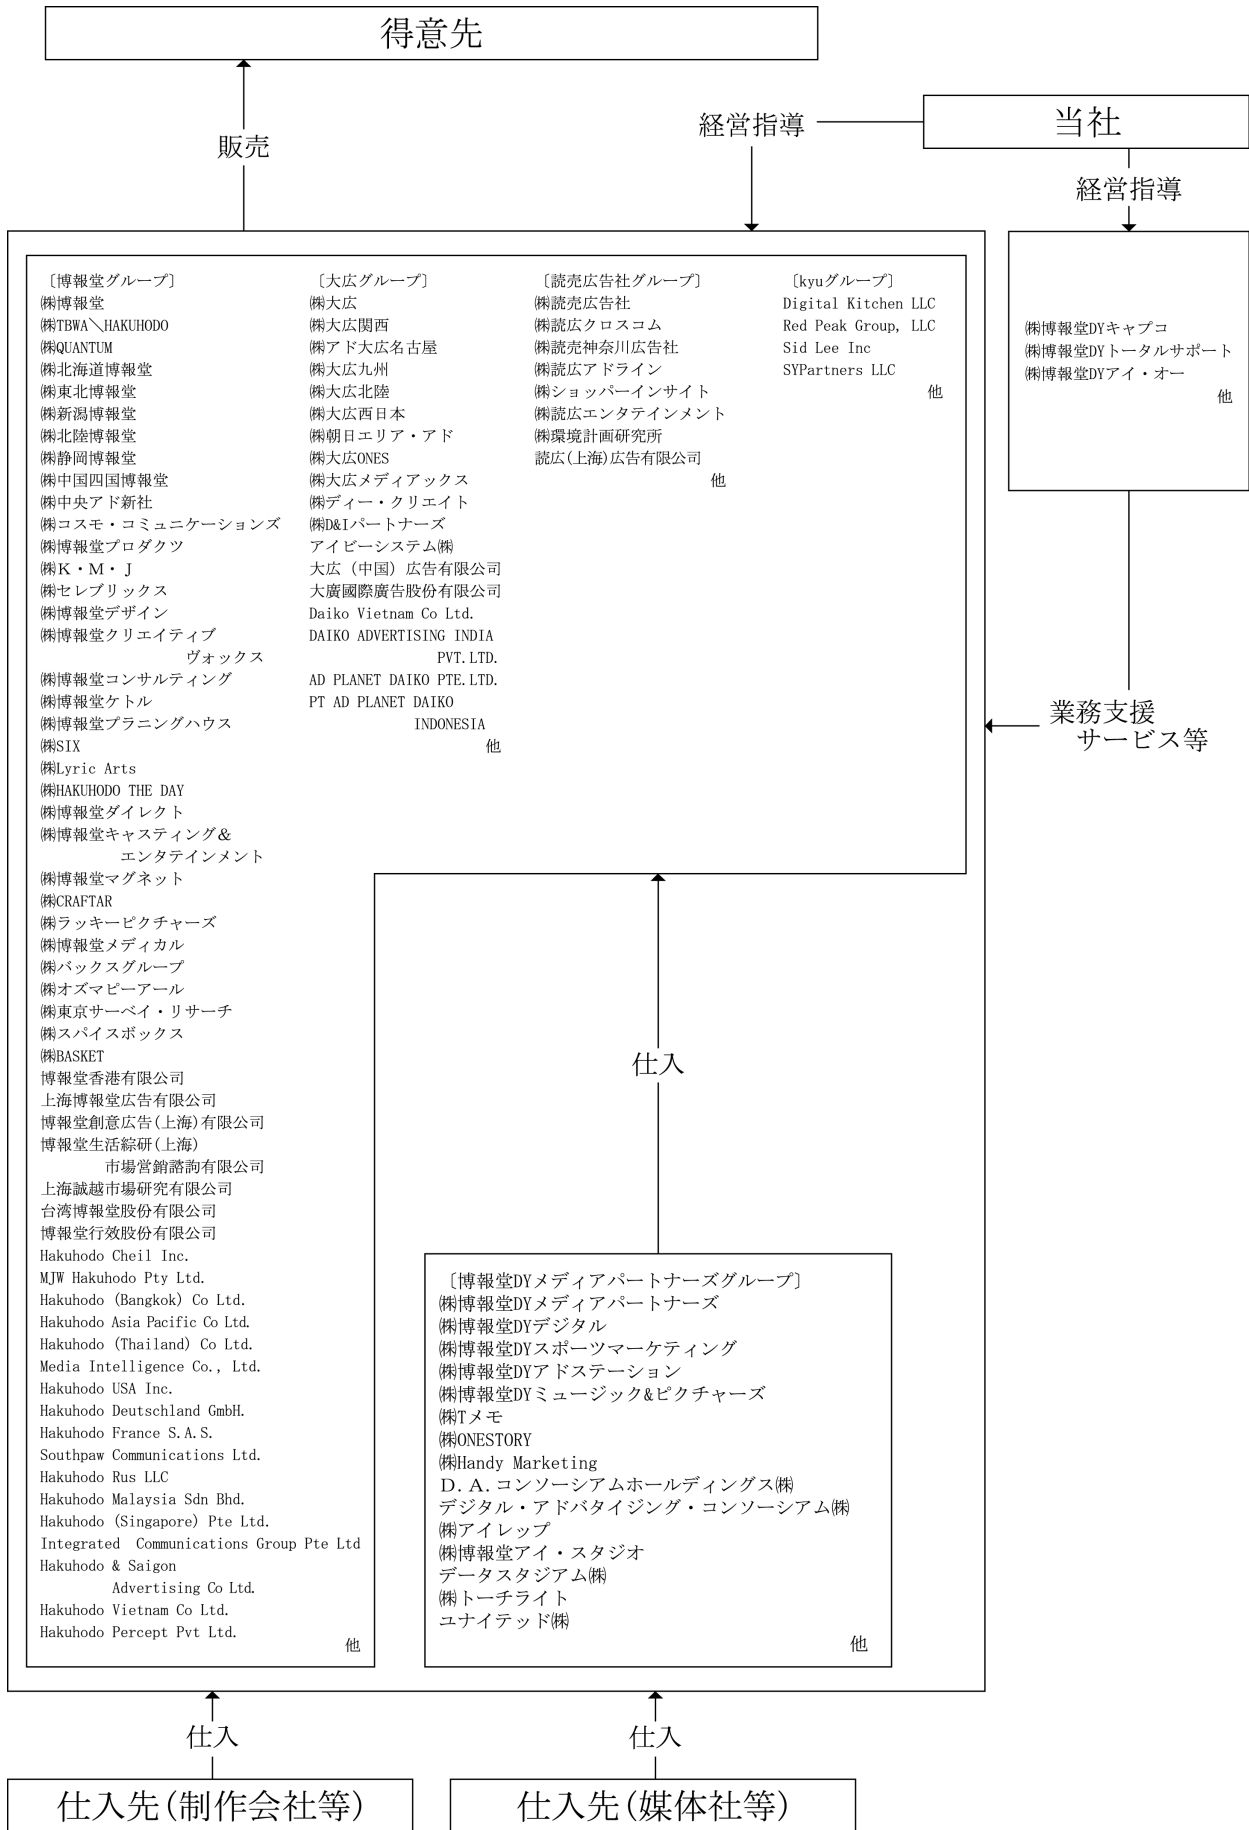 得意先
販売
経営指導
当社
経営指導
〔博報堂グループ〕
㈱博報堂
㈱TBWA＼HAKUHODO
㈱QUANTUM
㈱北海道博報堂
㈱東北博報堂
㈱新潟博報堂
㈱北陸博報堂
㈱静岡博報堂
㈱中国四国博報堂
㈱中央アド新社
㈱コスモ・コミュニケーションズ
㈱博報堂プロダクツ
㈱K・M・J
㈱セレブリックス
㈱博報堂デザイン
㈱博報堂クリエイティブ
ヴォックス
㈱博報堂コンサルティング
㈱博報堂ケトル
㈱博報堂プラニングハウス
㈱SIX
㈱Lyric Arts
㈱HAKUHODO THE DAY
㈱博報堂ダイレクト
㈱博報堂キャスティング＆
エンタテインメント
㈱博報堂マグネット
㈱CRAFTAR
㈱ラッキーピクチャーズ
㈱博報堂メディカル
㈱バックスグループ
㈱オズマピーアール
㈱東京サーベイ・リサーチ
㈱スパイスボックス
㈱BASKET
博報堂香港有限公司
上海博報堂広告有限公司
博報堂創意広告(上海)有限公司
博報堂生活綜研(上海)
市場営銷諮詢有限公司
上海誠越市場研究有限公司
台湾博報堂股份有限公司
博報堂行效股份有限公司
Hakuhodo Cheil Inc.
MJW Hakuhodo Pty Ltd.
Hakuhodo (Bangkok) Co Ltd.
Hakuhodo Asia Pacific Co Ltd.
Hakuhodo (Thailand) Co Ltd.
Media Intelligence Co., Ltd.
Hakuhodo USA Inc.
Hakuhodo Deutschland GmbH.
Hakuhodo France S.A.S.
Southpaw Communications Ltd.
Hakuhodo Rus LLC
Hakuhodo Malaysia Sdn Bhd.
Hakuhodo (Singapore) Pte Ltd.
Integrated Communications Group Pte Ltd
Hakuhodo & Saigon
Advertising Co Ltd.
Hakuhodo Vietnam Co Ltd.
Hakuhodo Percept Pvt Ltd.
他
〔大広グループ〕
㈱大広
㈱大広関西
㈱アド大広名古屋
㈱大広九州
㈱大広北陸
㈱大広西日本
㈱朝日エリア・アド
㈱大広ONES
㈱大広メディアックス
㈱ディー・クリエイト
㈱D&Iパートナーズ
アイビーシステム㈱
大広（中国）広告有限公司
大廣國際廣告股份有限公司
Daiko Vietnam Co Ltd.
DAIKO ADVERTISING INDIA
PVT.LTD.
AD PLANET DAIKO PTE.LTD.
PT AD PLANET DAIKO
INDONESIA
他
〔読売広告社グループ〕
㈱読売広告社
㈱読広クロスコム
㈱読売神奈川広告社
㈱読広アドライン
㈱ショッパーインサイト
㈱読広エンタテインメント
㈱環境計画研究所
読広(上海)広告有限公司
他
〔kyuグループ〕
Digital Kitchen LLC
Red Peak Group, LLC
Sid Lee Inc
SYPartners LLC
他
㈱博報堂DYキャプコ
㈱博報堂DYトータルサポート
㈱博報堂DYアイ・オー
他
業務支援
サービス等
仕入
〔博報堂DYメディアパートナーズグループ〕
㈱博報堂DYメディアパートナーズ
㈱博報堂DYデジタル
㈱博報堂DYスポーツマーケティング
㈱博報堂DYアドステーション
㈱博報堂DYミュージック&ピクチャーズ
㈱Tメモ
㈱ONESTORY
㈱Handy Marketing
D.A.コンソーシアムホールディングス㈱
デジタル・アドバタイジング・コンソーシアム㈱
㈱アイレップ
㈱博報堂アイ・スタジオ
データスタジアム㈱
㈱トーチライト
ユナイテッド㈱
他
仕入
仕入
仕入先(制作会社等)
仕入先(媒体社等)